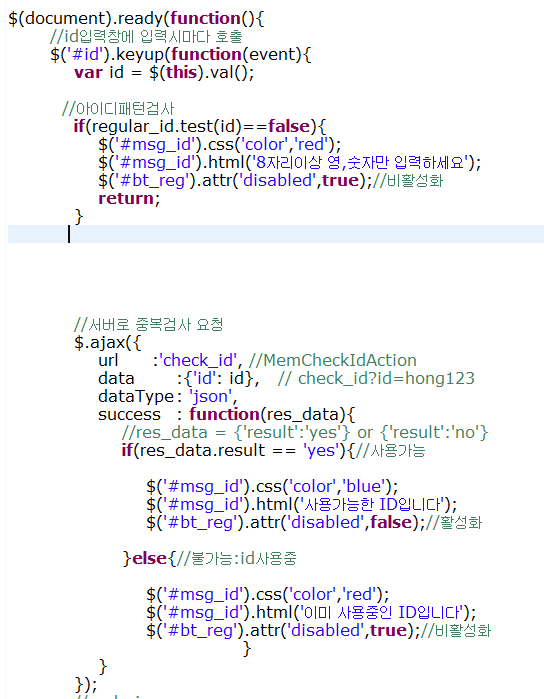 $(document).ready(function(){
//id입력창에 입력시마다 호출
$('#id').keyup(function(event){
var id = $(this).val();
//아이디패턴검사
if(regular_id.test(id)==false){
$('#msg_id').css('color','red');
$('#msg_id').html('8자리이상 영,숫자만 입력하세요');
$('#bt_reg').attr('disabled',true);//비활성화
return;
}
//서버로 중복검사 요청
$.ajax({
url :'check_id', //MemCheckIdAction
data :{'id': id}, // check_id?id=hong123
dataType : 'json',
success : function(res_data){
//res_data = {'result':'yes'} or {'result':'no'}
if(res_data.result == 'yes'){//사용가능
$('#msg_id').css('color','blue');
$('#msg_id').html('사용가능한 ID입니다');
$('#bt_reg').attr('disabled',false);//활성화
}else{//불가능:id사용중
$('#msg_id').css('color','red');
$('#msg_id').html('이미 사용중인 ID입니다');
$('#bt_reg').attr('disabled',true);//비활성화
}
}
});